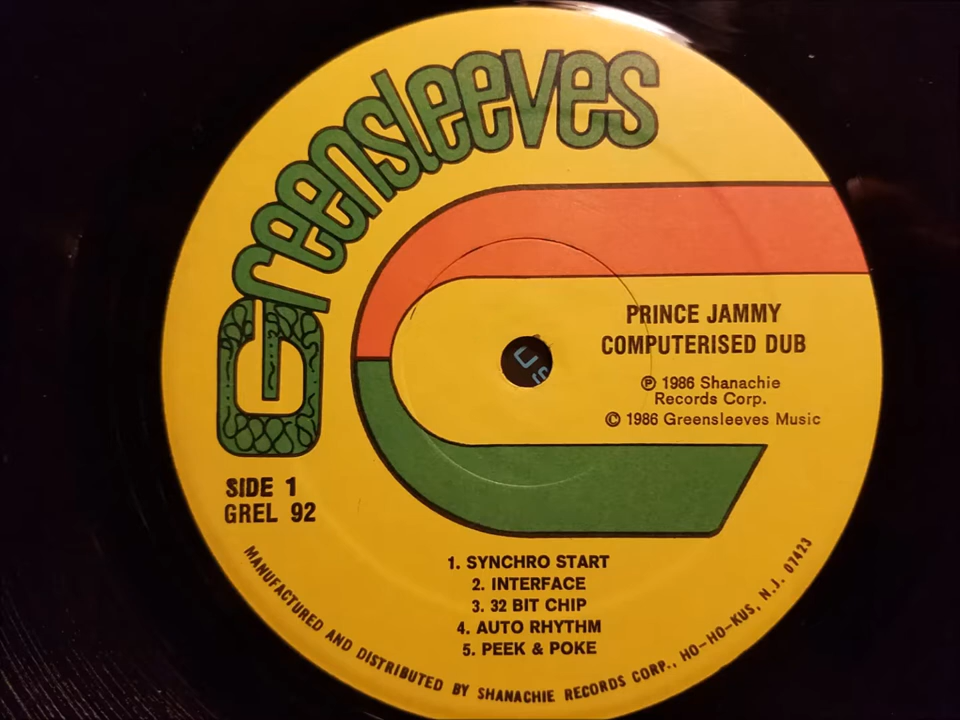 Greensleeves
PRINCE JAMMY
COMPUTERISED DUB
℗ 1986 Shanachie
Records Corp.
© 1986 Greensleeves Music
US
SIDE 1
GREL 92
1. SYNCHRO START
2. INTERFACE
3. 32 BIT CHIP
4. AUTO RHYTHM
5. PEEK & POKE
MANUFACTURED AND DISTRIBUTED BY SHANACHIE RECORDS CORP., HO-HO-KUS, N.J. 07423